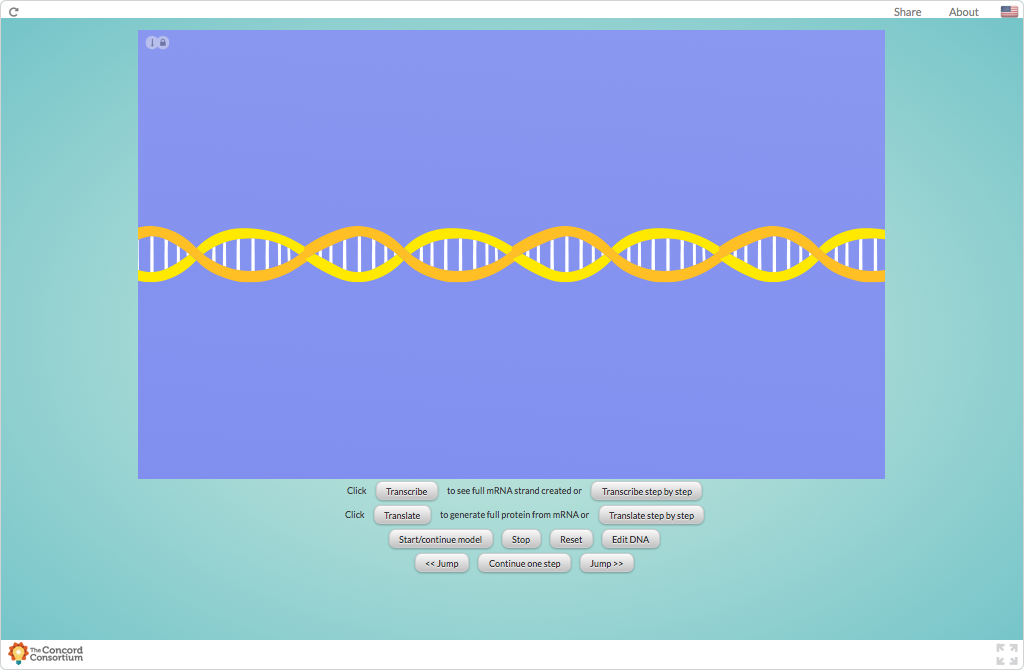 Share About
Click Transcribe to see full mRNA strand created or Transcribe step by step
Click Translate to generate full protein from mRNA or Translate step by step
Start/continue model Stop Reset Edit DNA
<< Jump Continue one step Jump >>
The Concord
Consortium